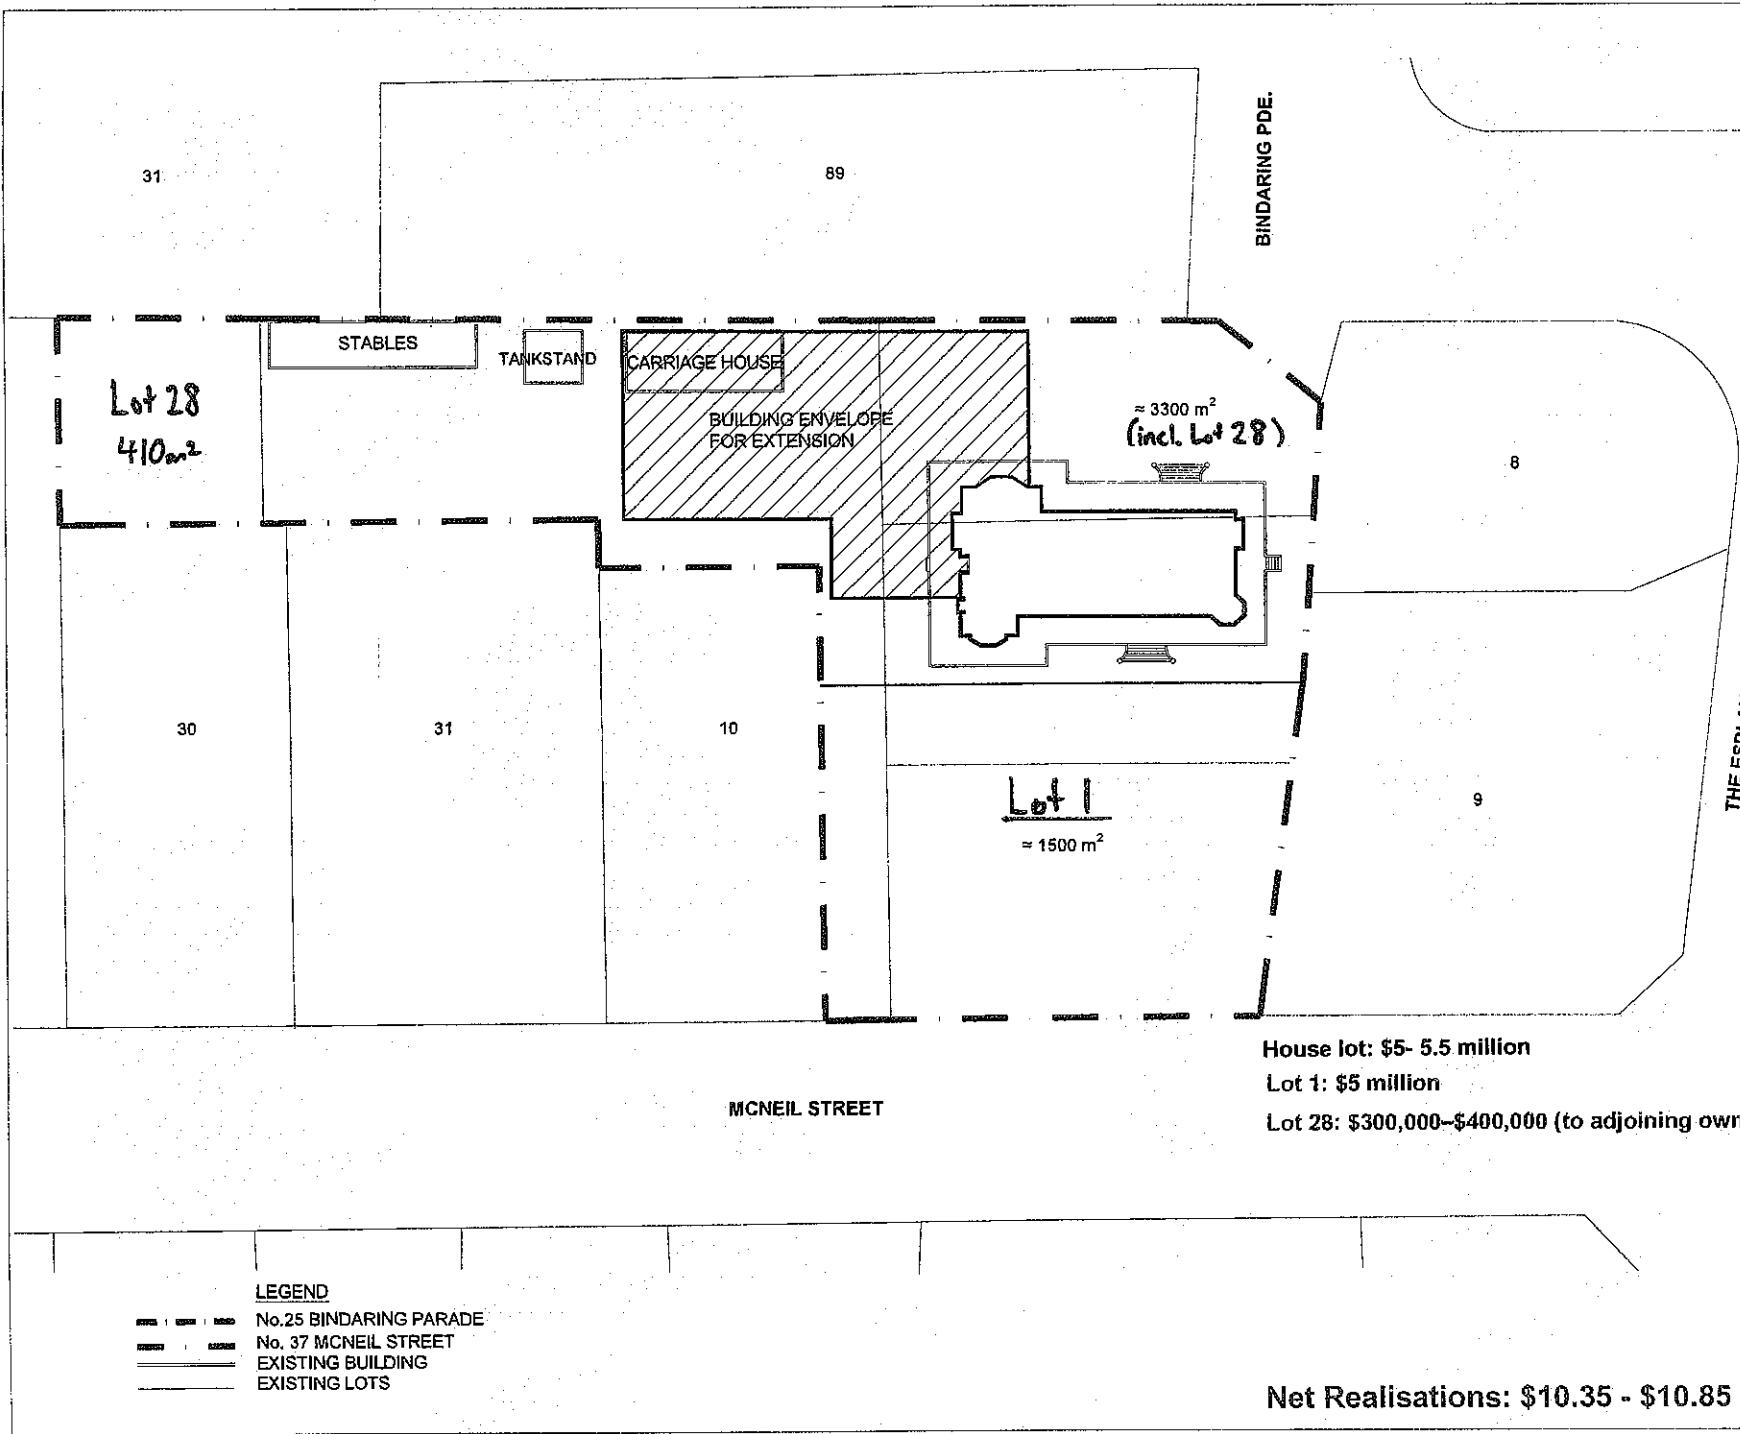 BINDARING PDE.
31
89
STABLES
TANKSTAND
CARRIAGE HOUSE
Lot 28
410m²
BUILDING ENVELOPE
FOR EXTENSION
≈ 3300 m²
(incl. Lot 28)
8
30
31
10
Lot 1
≈ 1500 m²
9
House lot: $5- 5.5 million
Lot 1: $5 million
Lot 28: $300,000–$400,000 (to adjoining own
MCNEIL STREET
LEGEND
No.25 BINDARING PARADE
No. 37 MCNEIL STREET
EXISTING BUILDING
EXISTING LOTS
Net Realisations: $10.35 - $10.85